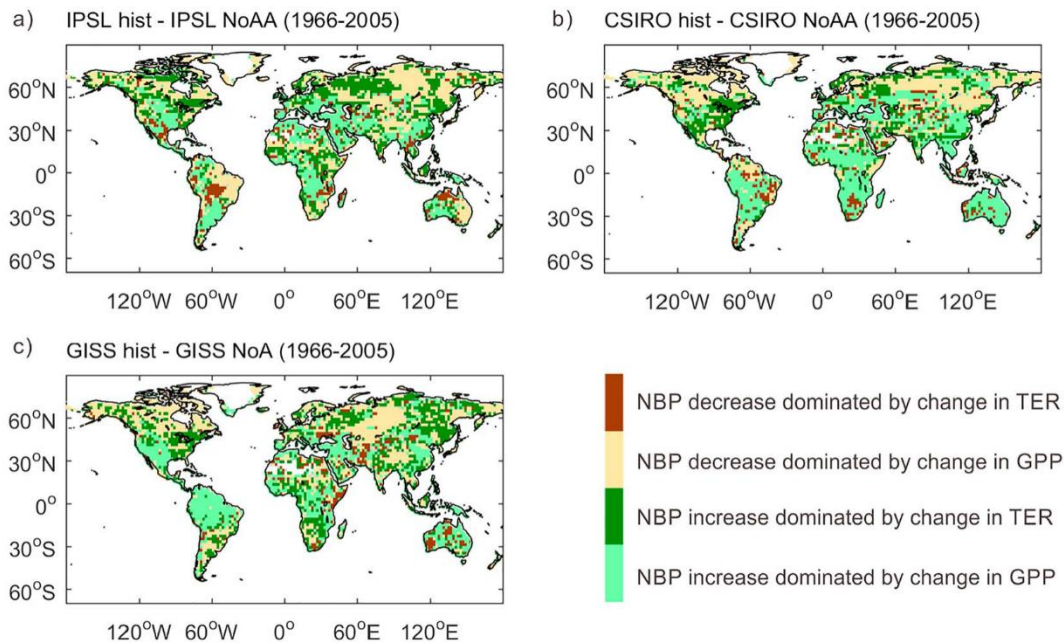 a) IPSL hist - IPSL NoAA (1966-2005)
60°N
30°N
0°
30°S
60°S
120°W 60°W 0° 60°E 120°E
b) CSIRO hist - CSIRO NoAA (1966-2005)
60°N
30°N
0°
30°S
60°S
120°W 60°W 0° 60°E 120°E
c) GISS hist - GISS NoA (1966-2005)
60°N
30°N
0°
30°S
60°S
120°W 60°W 0° 60°E 120°E
NBP decrease dominated by change in TER
NBP decrease dominated by change in GPP
NBP increase dominated by change in TER
NBP increase dominated by change in GPP